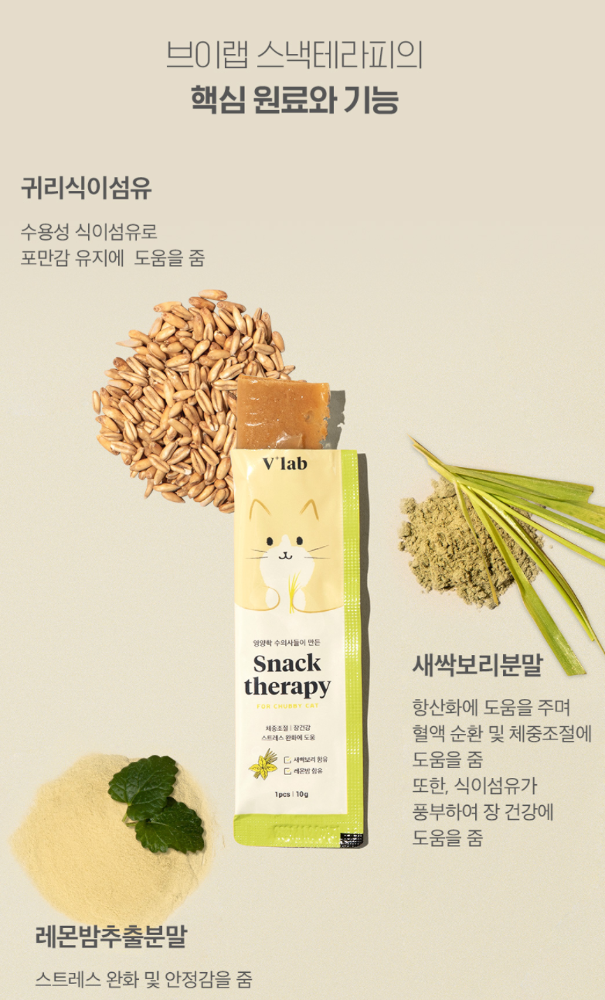 브이랩 스낵테라피의
핵심 원료와 기능
귀리식이섬유
수용성 식이섬유로
포만감 유지에 도움을 줌
V+lab
영양학 수의사들이 만든
Snack
therapy
FOR CHUBBY CAT
체중조절 | 장건강
스트레스 완화에 도움
새싹보리 함유
레몬밤 함유
1pcs | 10g
새싹보리분말
항산화에 도움을 주며
혈액 순환 및 체중조절에
도움을 줌
또한, 식이섬유가
풍부하여 장 건강에
도움을 줌
레몬밤추출분말
스트레스 완화 및 안정감을 줌